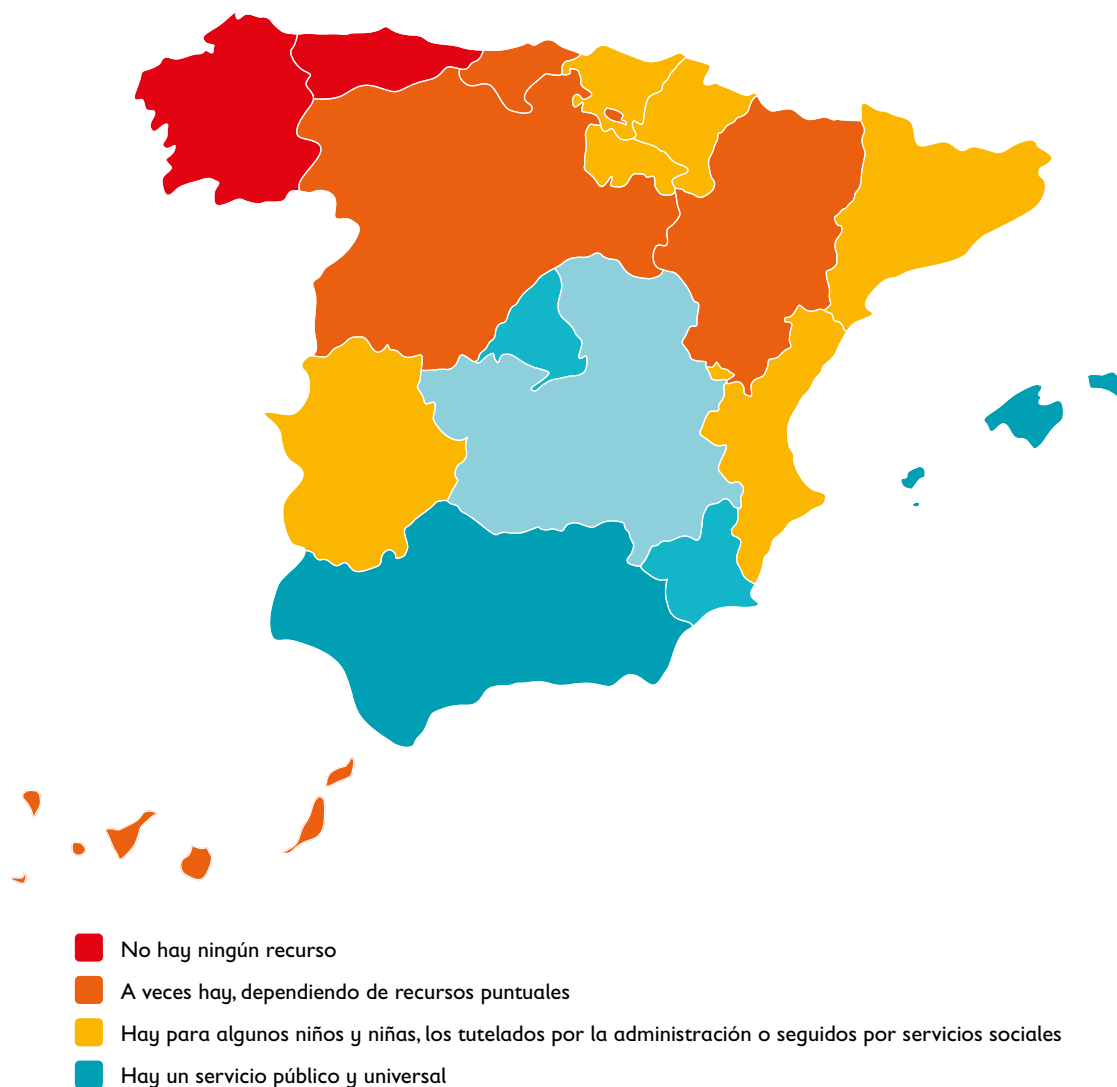 No hay ningún recurso
A veces hay, dependiendo de recursos puntuales
Hay para algunos niños y niñas, los tutelados por la administración o seguidos por servicios sociales
Hay un servicio público y universal